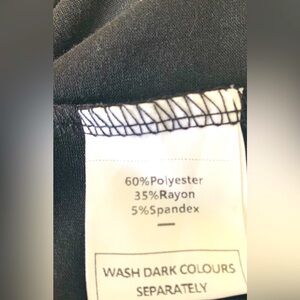 60%Polyester
35%Rayon
5%Spandex
WASH DARK COLOURS
SEPARATELY